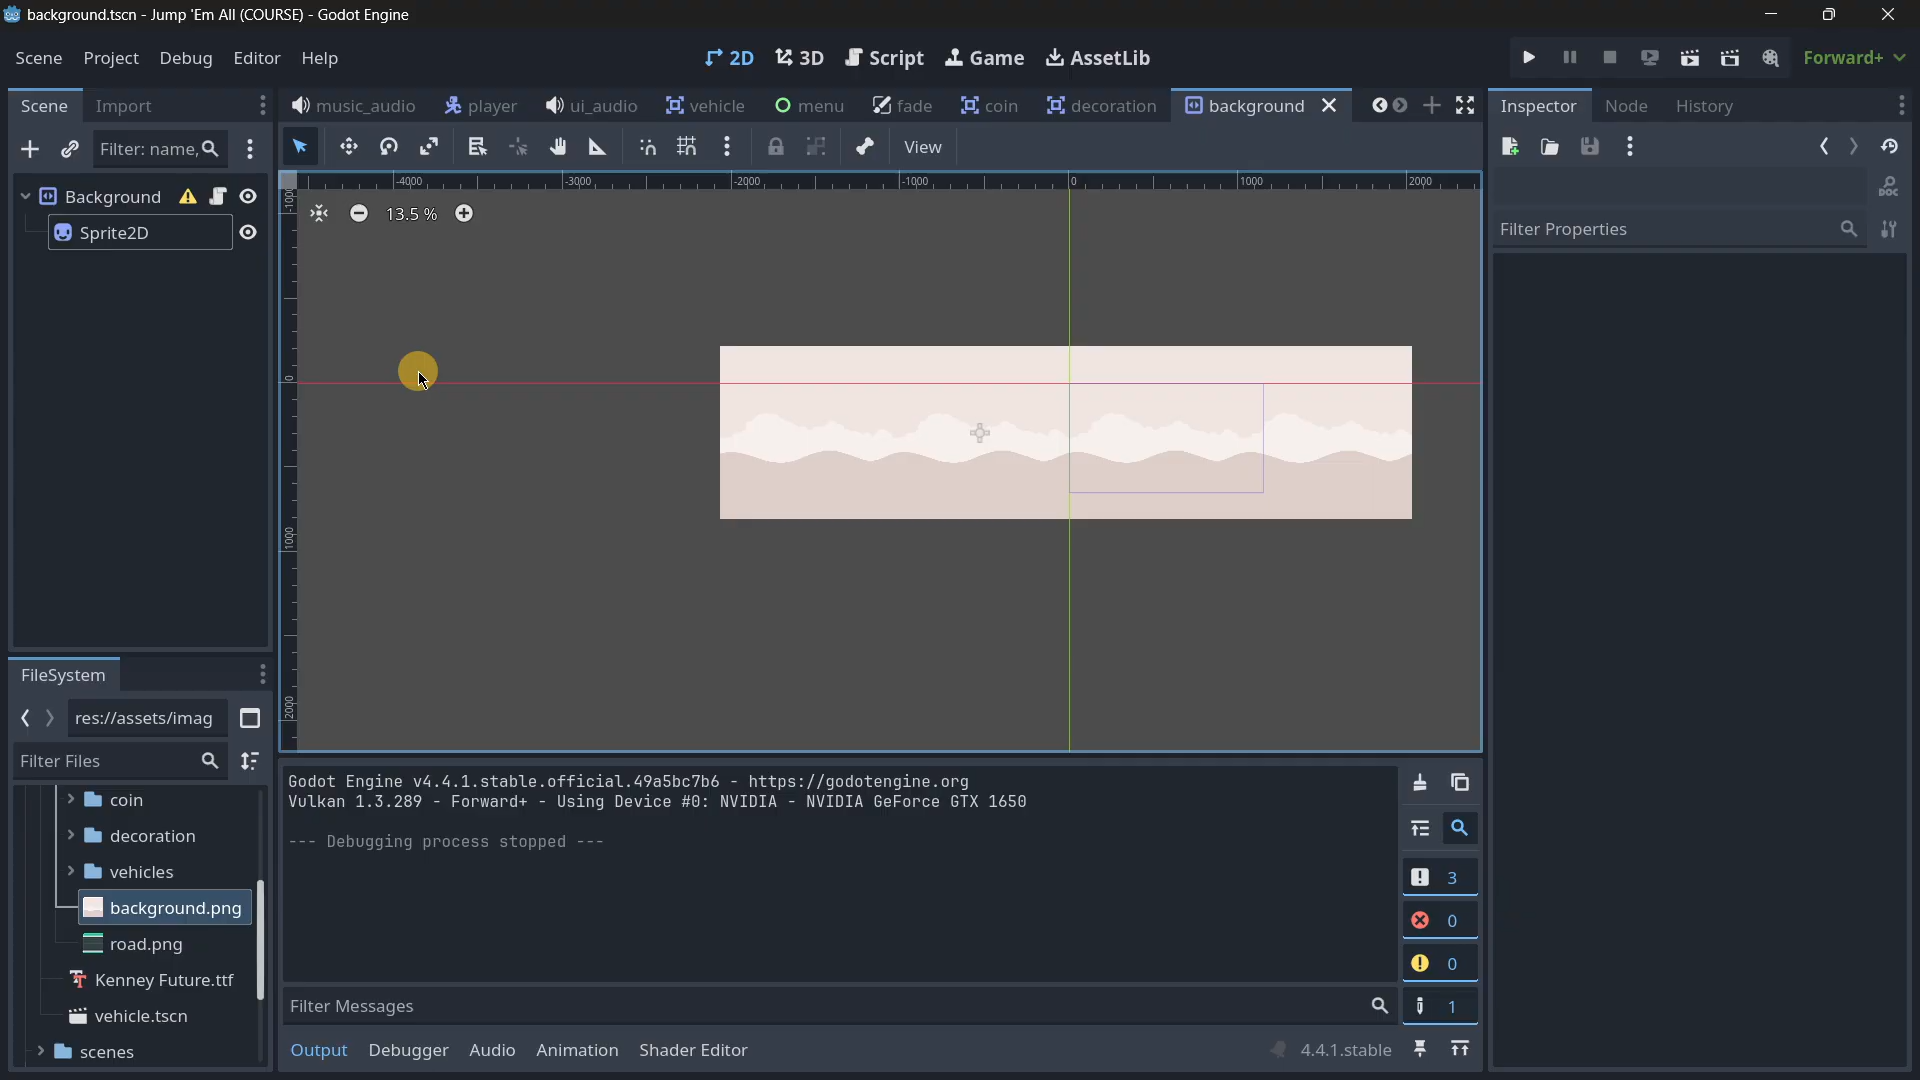 background.tscn - Jump 'Em All (COURSE) - Godot Engine
Scene Project Debug Editor Help
2D 3D Script Game AssetLib
Forward+
Scene Import
music_audio player ui_audio vehicle menu fade coin decoration background
Inspector Node History
Filter: name,
View
-4000 -3000 -2000 -1000 0 1000 2000
Background
Sprite2D
13.5 %
Filter Properties
0
1000
2000
FileSystem
res://assets/imag
Filter Files
coin
decoration
vehicles
background.png
road.png
Kenney Future.ttf
vehicle.tscn
scenes
Godot Engine v4.4.1.stable.official.49a5bc7b6 - https://godotengine.org
Vulkan 1.3.289 - Forward+ - Using Device #0: NVIDIA - NVIDIA GeForce GTX 1650
--- Debugging process stopped ---
3
0
0
1
Filter Messages
Output Debugger Audio Animation Shader Editor
4.4.1.stable